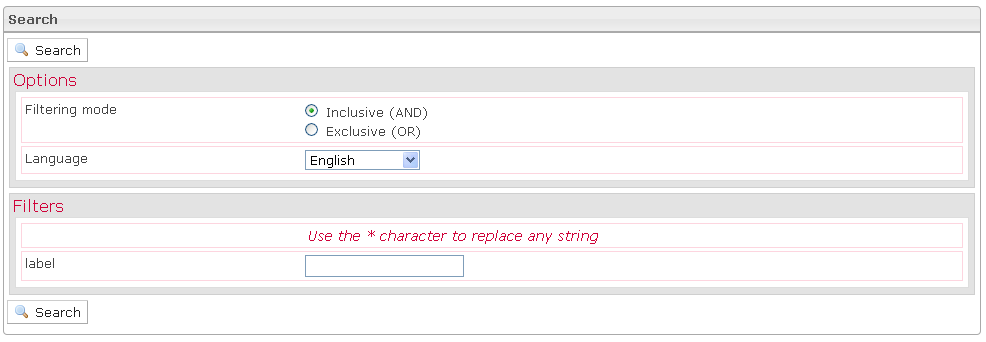 Search
Search
Options
Filtering mode
Inclusive (AND)
Exclusive (OR)
Language
English
Filters
Use the * character to replace any string
label
Search